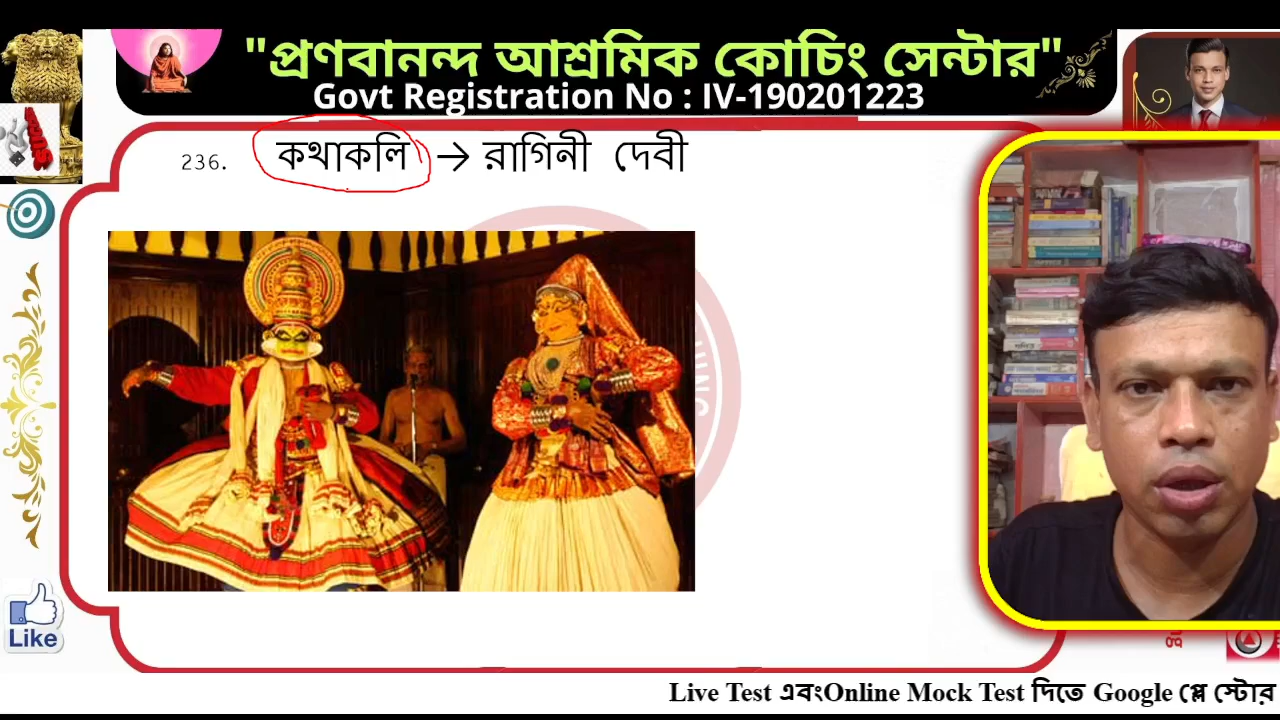 "প্রণবানন্দ আশ্রমিক কোচিং সেন্টার"
Govt Registration No : IV-190201223
236. কথাকলি → রাগিনী দেবী
Like
Live Test এবংOnline Mock Test দিতে Google প্লে স্টোর